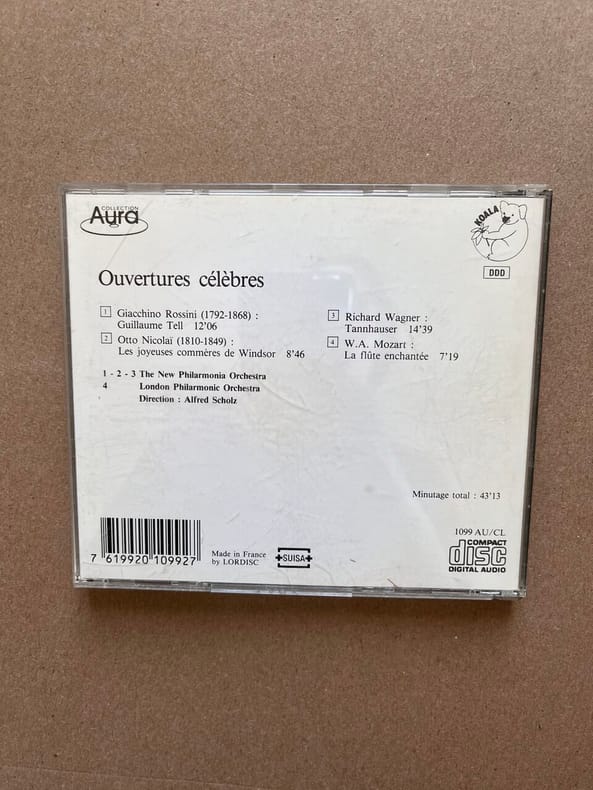 COLLECTION
Aura
KOALA
DDD
Ouvertures célèbres
1 Giacchino Rossini (1792-1868) :
Guillaume Tell 12'06
2 Otto Nicolaï (1810-1849) :
Les joyeuses commères de Windsor 8'46
3 Richard Wagner :
Tannhauser 14'39
4 W.A. Mozart :
La flûte enchantée 7'19
1 - 2 - 3 The New Philarmonia Orchestra
4 London Philarmonic Orchestra
Direction : Alfred Scholz
Minutage total : 43'13
7 619920 109927
Made in France
by LORDISC
SUISA
1099 AU/CL
COMPACT
disc
DIGITAL AUDIO